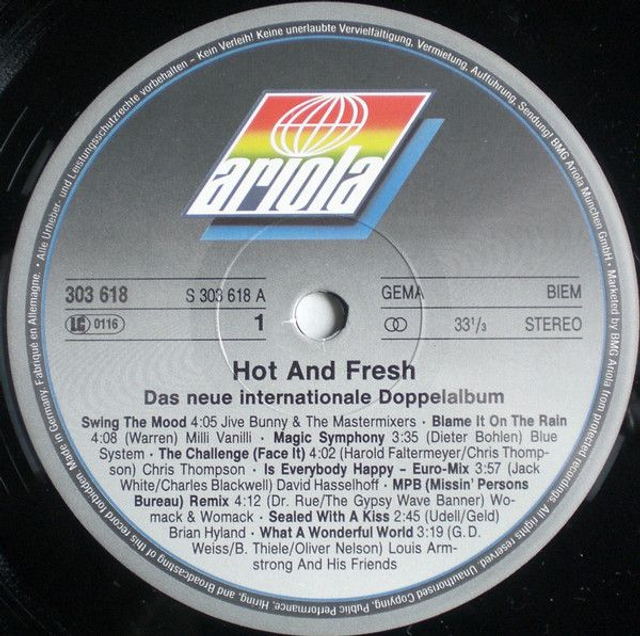 Alle Urheber- und Leistungsschutzrechte vorbehalten – Kein Verleih! Keine unerlaubte Vervielfältigung, Vermietung, Aufführung, Sendung! BMG Ariola München GmbH · Marketed by BMG Ariola
from protected recordings. All rights reserved. Unauthorised Copying, Public Performance, Hiring, and Broadcasting of this record forbidden Made in Germany. Fabriqué en Allemagne. ·
ariola
303 618 S 303 618 A GEMA BIEM
LC 0116 1 33 1/3 STEREO
Hot And Fresh
Das neue internationale Doppelalbum
Swing The Mood 4:05 Jive Bunny & The Mastermixers · Blame It On The Rain
4:08 (Warren) Milli Vanilli · Magic Symphony 3:35 (Dieter Bohlen) Blue
System · The Challenge (Face It) 4:02 (Harold Faltermeyer/Chris Thomp-
son) Chris Thompson · Is Everybody Happy – Euro-Mix 3:57 (Jack
White/Charles Blackwell) David Hasselhoff · MPB (Missin' Persons
Bureau) Remix 4:12 (Dr. Rue/The Gypsy Wave Banner) Wo-
mack & Womack · Sealed With A Kiss 2:45 (Udell/Geld)
Brian Hyland · What A Wonderful World 3:19 (G. D.
Weiss/B. Thiele/Oliver Nelson) Louis Arm-
strong And His Friends